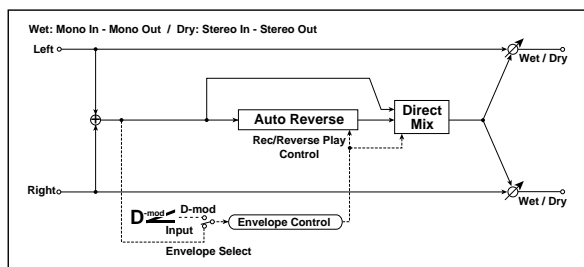 Wet: Mono In - Mono Out / Dry: Stereo In - Stereo Out
Left
Wet / Dry
Auto Reverse
Direct
Mix
Rec/Reverse Play
Control
Right
Wet / Dry
D-mod
D-mod
Envelope Control
Input
Envelope Select